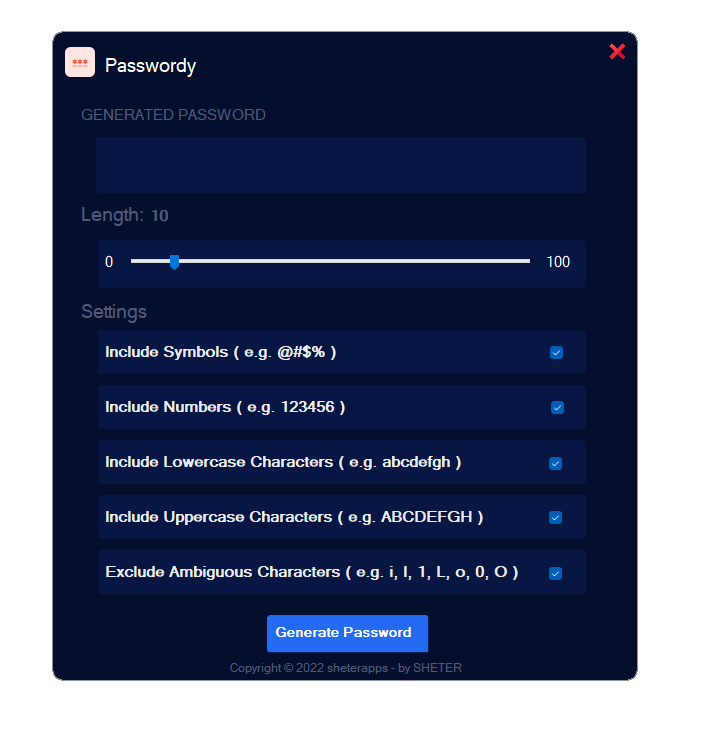 Passwordy
GENERATED PASSWORD
Length: 10
0 100
Settings
Include Symbols ( e.g. @#$% )
Include Numbers ( e.g. 123456 )
Include Lowercase Characters ( e.g. abcdefgh )
Include Uppercase Characters ( e.g. ABCDEFGH )
Exclude Ambiguous Characters ( e.g. i, l, 1, L, o, 0, O )
Generate Password
Copyright © 2022 sheterapps - by SHETER